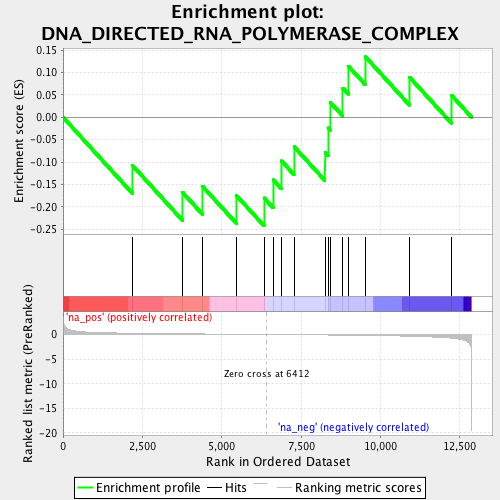 Enrichment plot:
DNA_DIRECTED_RNA_POLYMERASE_COMPLEX
Enrichment score (ES)
0.15
0.10
0.05
0.00
-0.05
-0.10
-0.15
-0.20
-0.25
'na_pos' (positively correlated)
Ranked list metric (PreRanked)
0
-5
-10
-15
-20
Zero cross at 6412
'na_neg' (negatively correlated)
0
2,500
5,000
7,500
10,000
12,500
Rank in Ordered Dataset
Enrichment profile
Hits
Ranking metric scores